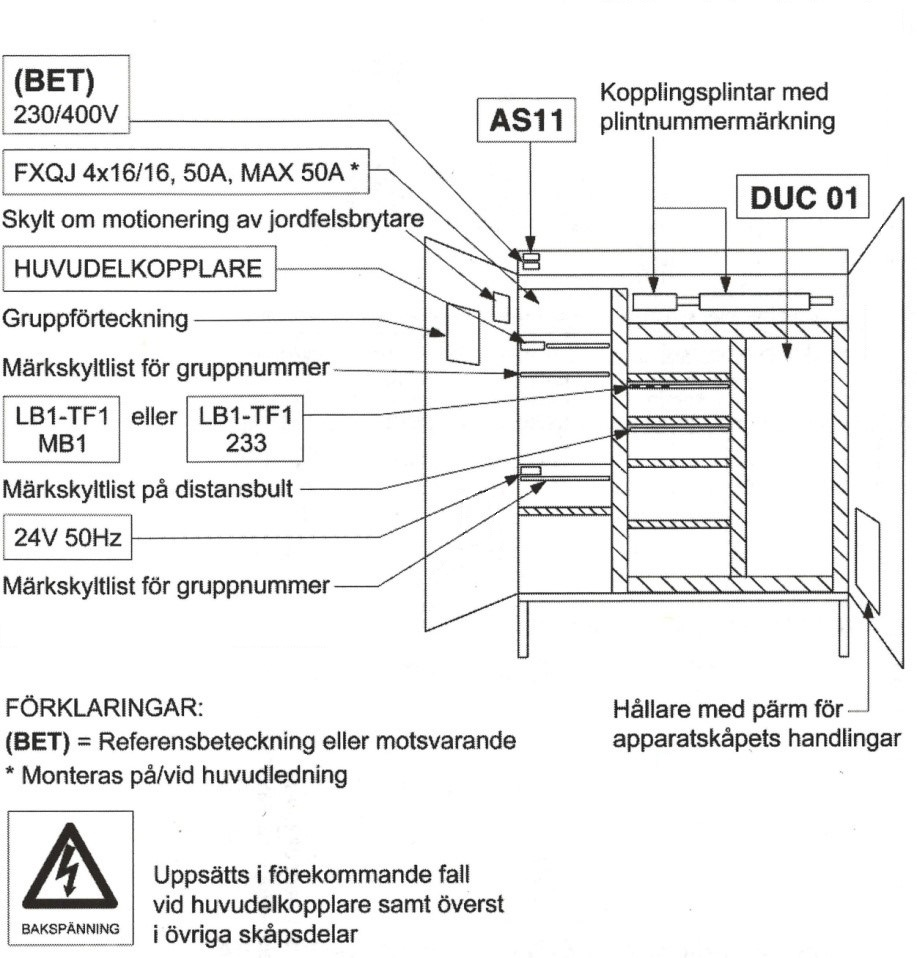 (BET)
230/400V
AS11
Kopplingsplintar med
plintnummermärkning
FXQJ 4x16/16, 50A, MAX 50A *
DUC 01
Skylt om motionering av jordfelsbrytare
HUVUDELKOPPLARE
Gruppförteckning
Märkskyltlist för gruppnummer
LB1-TF1
MB1
eller
LB1-TF1
233
Märkskyltlist på distansbult
24V 50Hz
Märkskyltlist för gruppnummer
Hållare med pärm för
apparatskåpets handlingar
FÖRKLARINGAR:
(BET) = Referensbeteckning eller motsvarande
* Monteras på/vid huvudledning
BAKSPÄNNING
Uppsätts i förekommande fall
vid huvudelkopplare samt överst
i övriga skåpsdelar